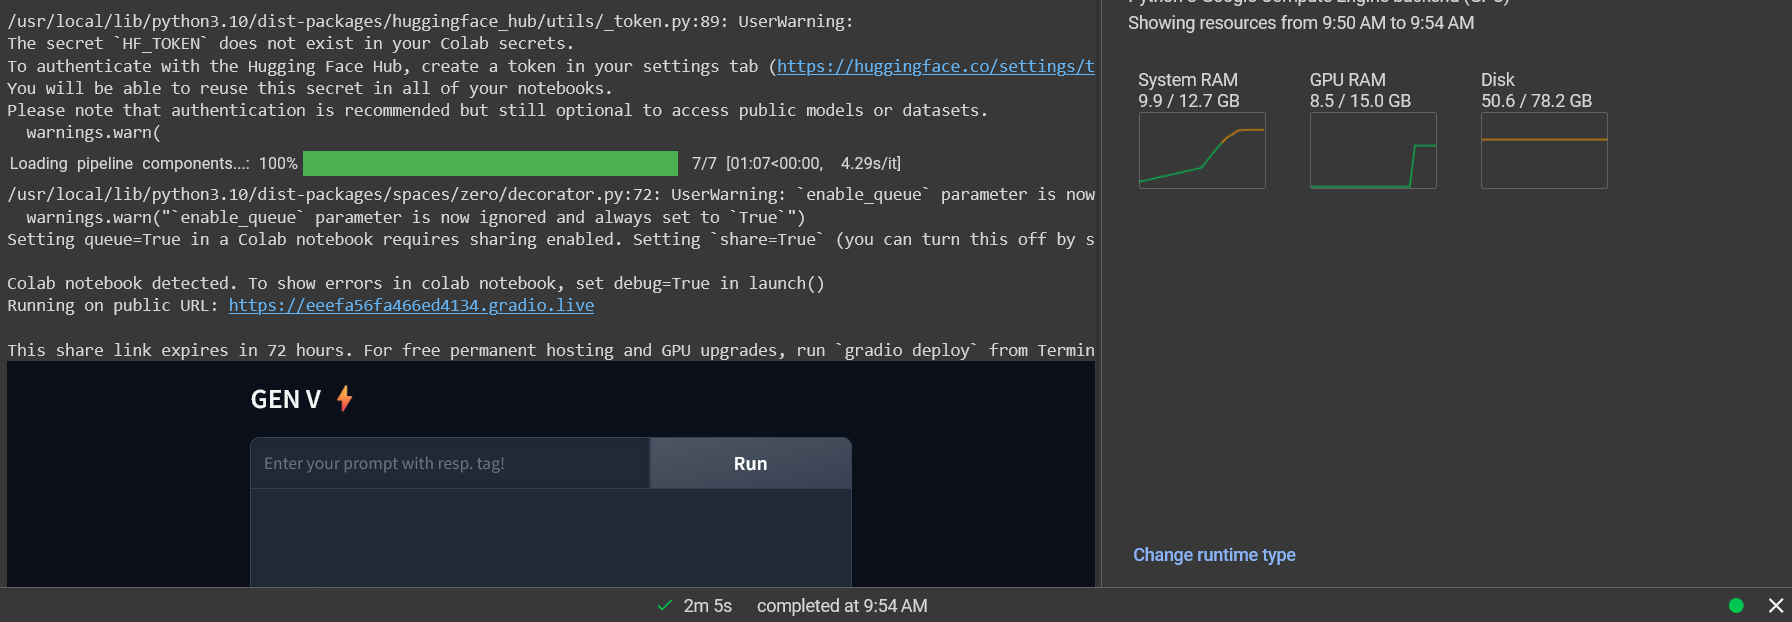 /usr/local/lib/python3.10/dist-packages/huggingface_hub/utils/_token.py:89: UserWarning:
The secret `HF_TOKEN` does not exist in your Colab secrets.
To authenticate with the Hugging Face Hub, create a token in your settings tab (https://huggingface.co/settings/t
You will be able to reuse this secret in all of your notebooks.
Please note that authentication is recommended but still optional to access public models or datasets.
warnings.warn(
Loading pipeline components...: 100% 7/7 [01:07<00:00, 4.29s/it]
/usr/local/lib/python3.10/dist-packages/spaces/zero/decorator.py:72: UserWarning: `enable_queue` parameter is now
warnings.warn("`enable_queue` parameter is now ignored and always set to `True`")
Setting queue=True in a Colab notebook requires sharing enabled. Setting `share=True` (you can turn this off by s
Colab notebook detected. To show errors in colab notebook, set debug=True in launch()
Running on public URL: https://eeefa56fa466ed4134.gradio.live
This share link expires in 72 hours. For free permanent hosting and GPU upgrades, run `gradio deploy` from Termin
GEN V ⚡
Enter your prompt with resp. tag!
Run
Showing resources from 9:50 AM to 9:54 AM
System RAM
9.9 / 12.7 GB
GPU RAM
8.5 / 15.0 GB
Disk
50.6 / 78.2 GB
Change runtime type
2m 5s completed at 9:54 AM